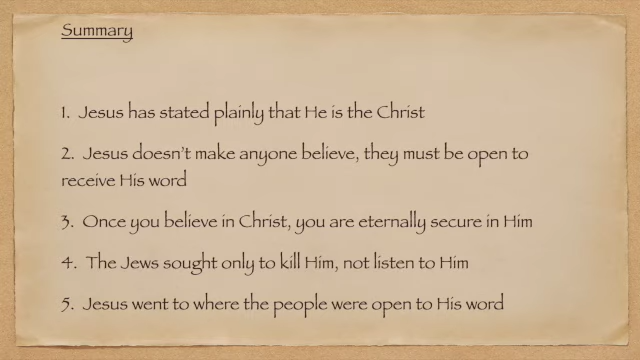 Summary
1. Jesus has stated plainly that He is the Christ
2. Jesus doesn't make anyone believe, they must be open to
receive His word
3. Once you believe in Christ, you are eternally secure in Him
4. The Jews sought only to kill Him, not listen to Him
5. Jesus went to where the people were open to His word